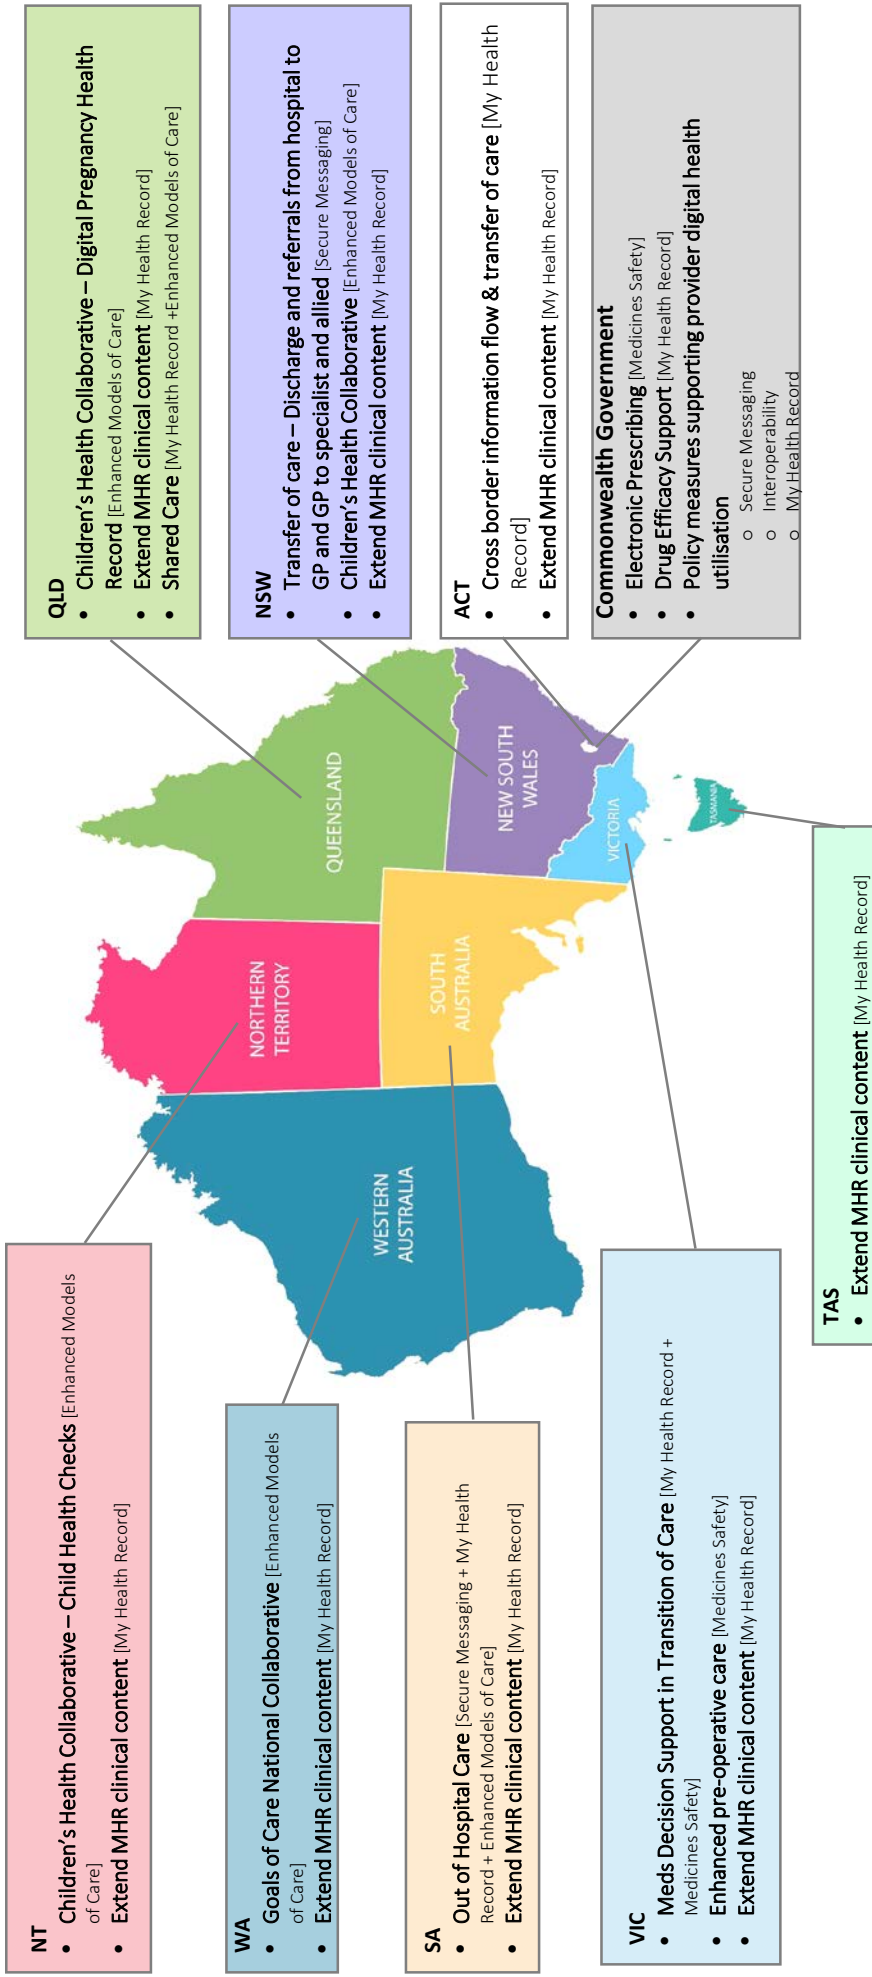 NT
• Children's Health Collaborative – Child Health Checks [Enhanced Models
of Care]
• Extend MHR clinical content [My Health Record]
WA
• Goals of Care National Collaborative [Enhanced Models
of Care]
• Extend MHR clinical content [My Health Record]
SA
• Out of Hospital Care [Secure Messaging + My Health
Record + Enhanced Models of Care]
• Extend MHR clinical content [My Health Record]
VIC
• Meds Decision Support in Transition of Care [My Health Record +
Medicines Safety]
• Enhanced pre-operative care [Medicines Safety]
• Extend MHR clinical content [My Health Record]
TAS
• Extend MHR clinical content [My Health Record]
WESTERN
AUSTRALIA
NORTHERN
TERRITORY
SOUTH
AUSTRALIA
QUEENSLAND
NEW SOUTH
WALES
VICTORIA
TASMANIA
QLD
• Children's Health Collaborative – Digital Pregnancy Health
Record [Enhanced Models of Care]
• Extend MHR clinical content [My Health Record]
• Shared Care [My Health Record +Enhanced Models of Care]
NSW
• Transfer of care – Discharge and referrals from hospital to
GP and GP to specialist and allied [Secure Messaging]
• Children's Health Collaborative [Enhanced Models of Care]
• Extend MHR clinical content [My Health Record]
ACT
• Cross border information flow & transfer of care [My Health
Record]
• Extend MHR clinical content [My Health Record]
Commonwealth Government
• Electronic Prescribing [Medicines Safety]
• Drug Efficacy Support [My Health Record]
• Policy measures supporting provider digital health
utilisation
o Secure Messaging
o Interoperability
o My Health Record